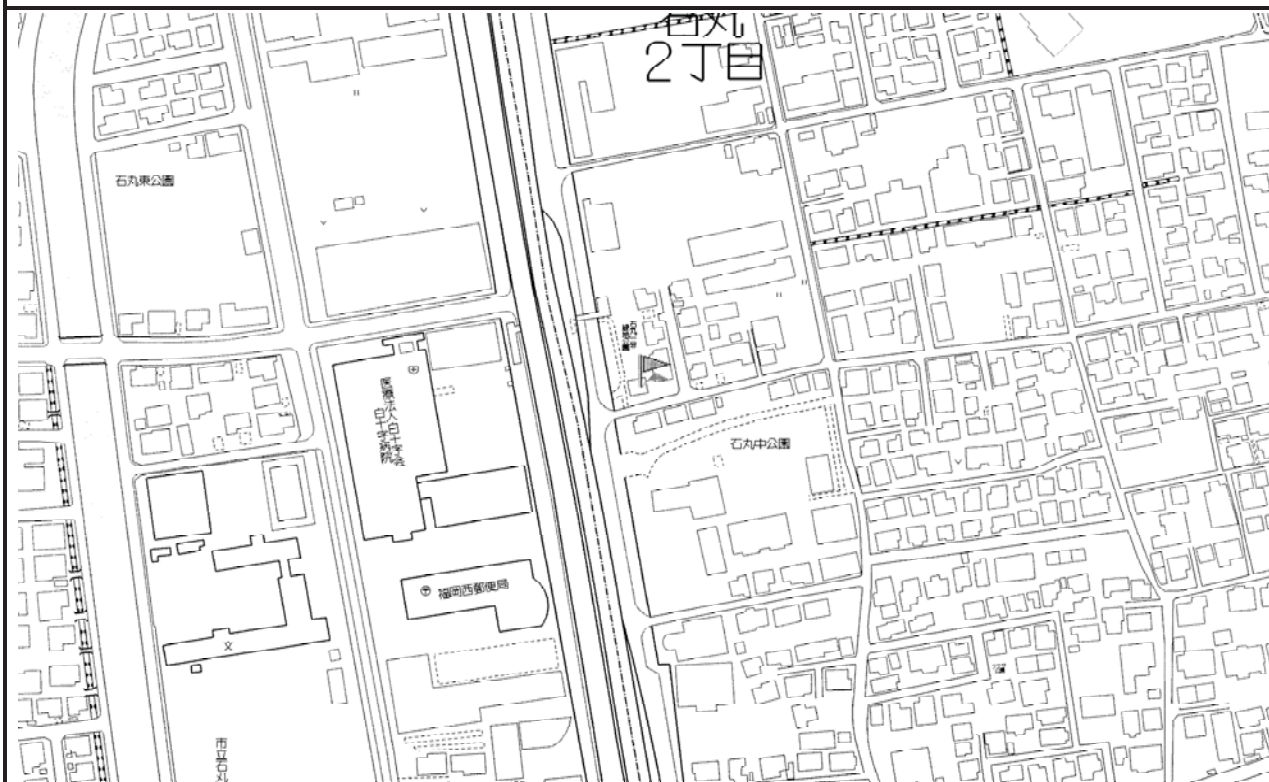 石丸
2丁目
石丸東公園
医療法人白十字会
白十字病院
石丸中公園
〒 福岡西郵便局
文
市立石丸